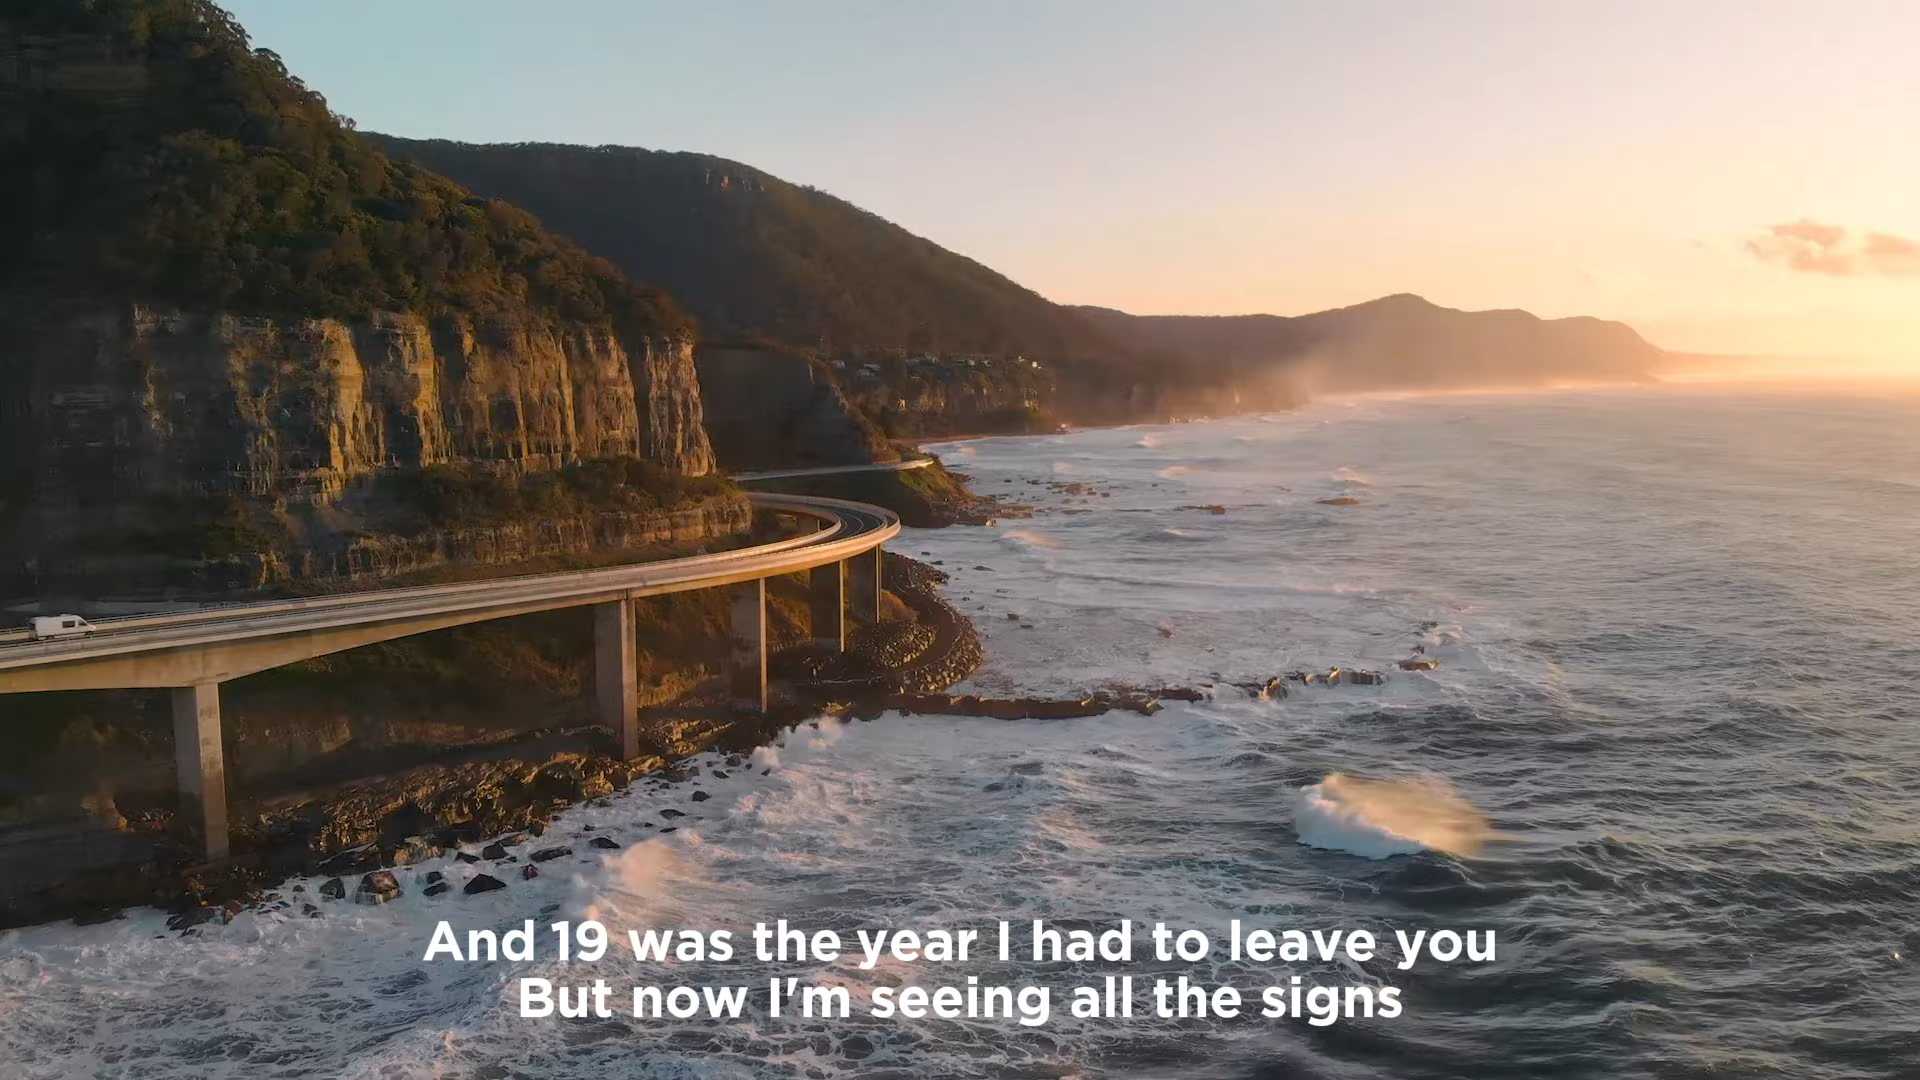 And 19 was the year I had to leave you
But now I'm seeing all the signs